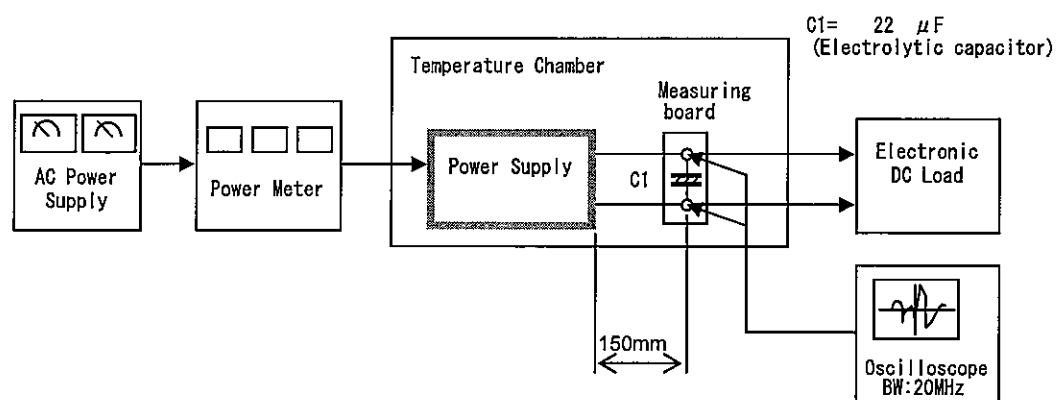 C1= 22 μF
(Electrolytic capacitor)
Temperature Chamber
Measuring
board
AC Power
Supply
Power Meter
Power Supply
C1
Electronic
DC Load
150mm
Oscilloscope
BW:20MHz